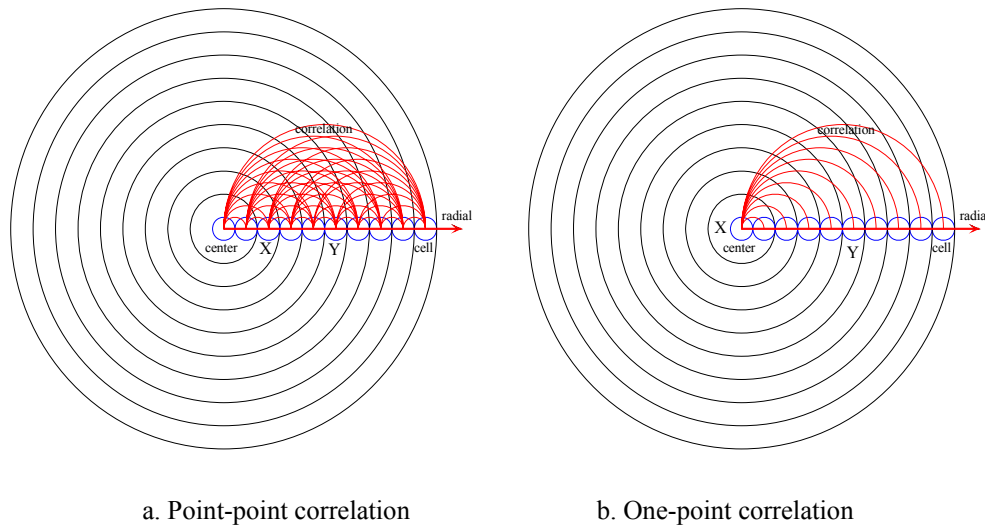 correlation
radial
center
X
Y
cell
correlation
radia
X
center
Y
cell
a. Point-point correlation
b. One-point correlation